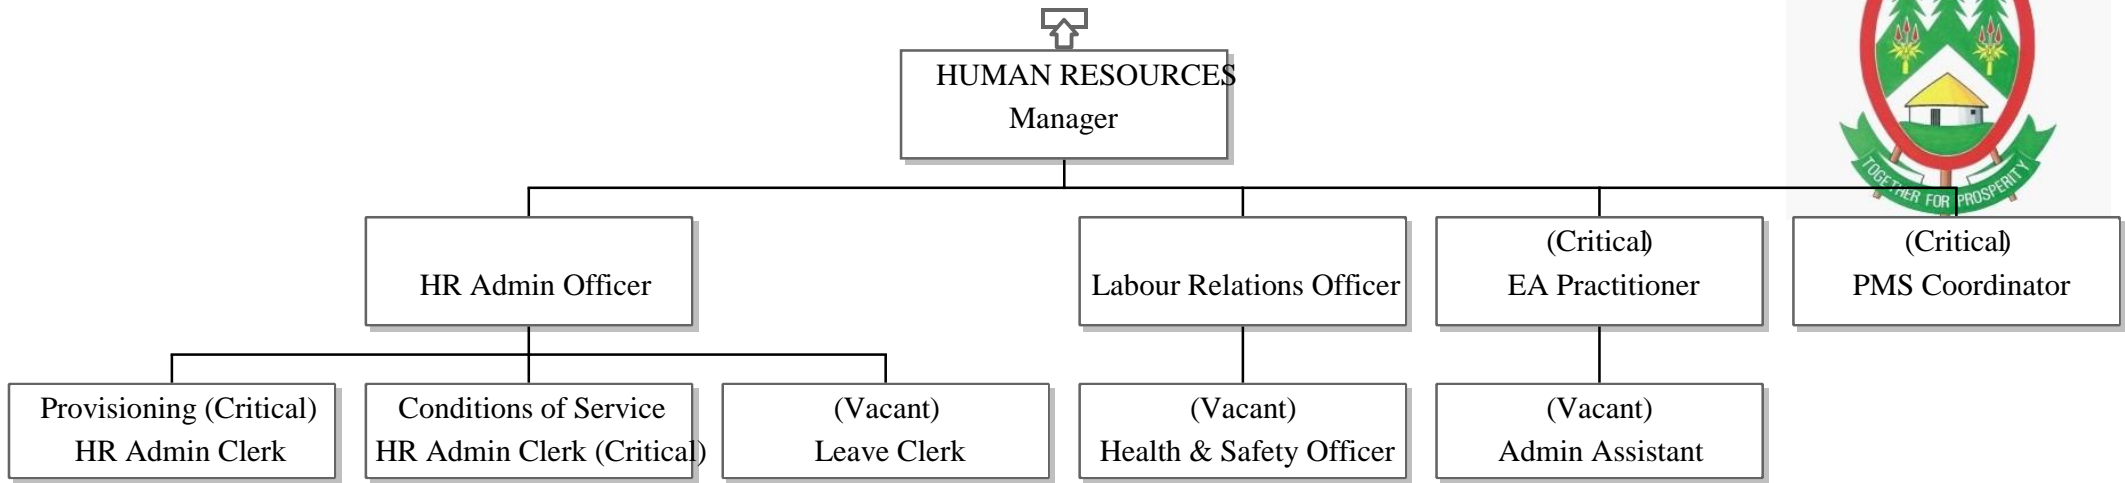 HUMAN RESOURCES
Manager
TOGETHER FOR PROSPERITY
HR Admin Officer
Labour Relations Officer
(Critical)
EA Practitioner
(Critical)
PMS Coordinator
Provisioning (Critical)
HR Admin Clerk
Conditions of Service
HR Admin Clerk (Critical)
(Vacant)
Leave Clerk
(Vacant)
Health & Safety Officer
(Vacant)
Admin Assistant